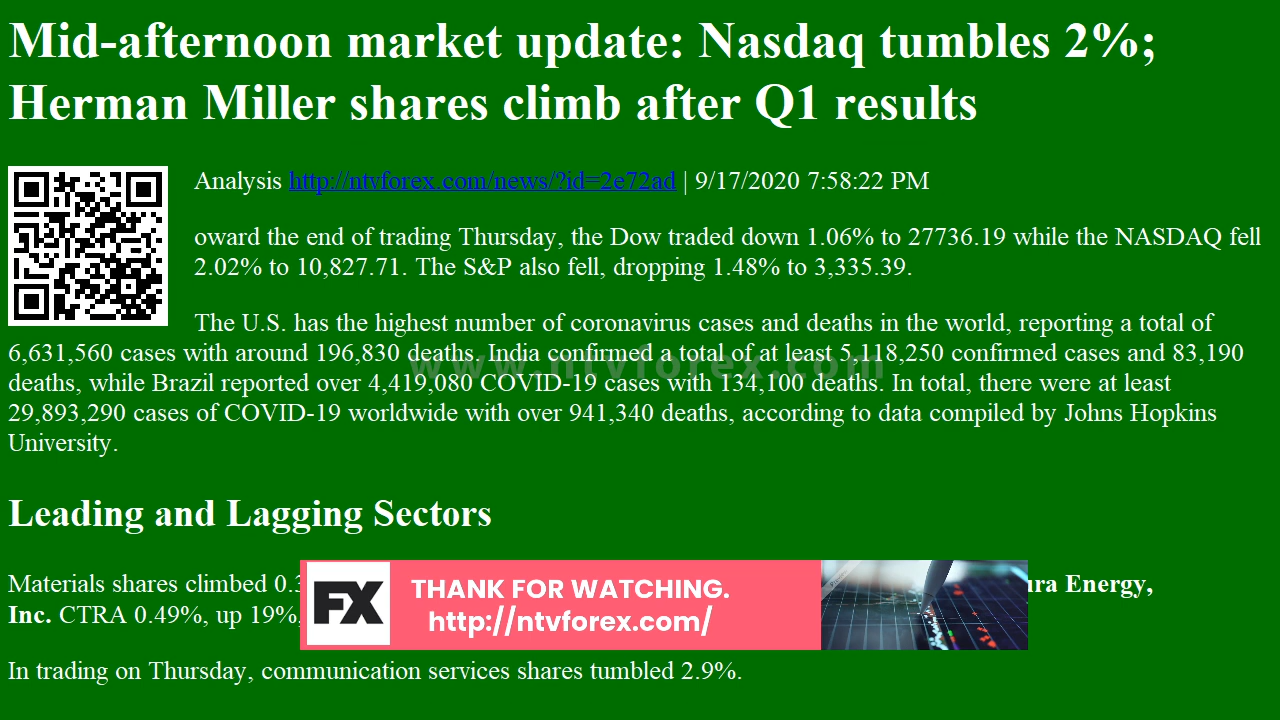 Mid-afternoon market update: Nasdaq tumbles 2%;
Herman Miller shares climb after Q1 results
Analysis http://ntvforex.com/news/?id=2e72ad | 9/17/2020 7:58:22 PM
oward the end of trading Thursday, the Dow traded down 1.06% to 27736.19 while the NASDAQ fell
2.02% to 10,827.71. The S&P also fell, dropping 1.48% to 3,335.39.
The U.S. has the highest number of coronavirus cases and deaths in the world, reporting a total of
6,631,560 cases with around 196,830 deaths. India confirmed a total of at least 5,118,250 confirmed cases and 83,190
www.ntvforex.com
deaths, while Brazil reported over 4,419,080 COVID-19 cases with 134,100 deaths. In total, there were at least
29,893,290 cases of COVID-19 worldwide with over 941,340 deaths, according to data compiled by Johns Hopkins
University.
Leading and Lagging Sectors
Materials shares climbed Energy,
Inc. CTRA 0.49%, up 19%,
FX
THANK FOR WATCHING.
http://ntvforex.com/
In trading on Thursday, communication services shares tumbled 2.9%.